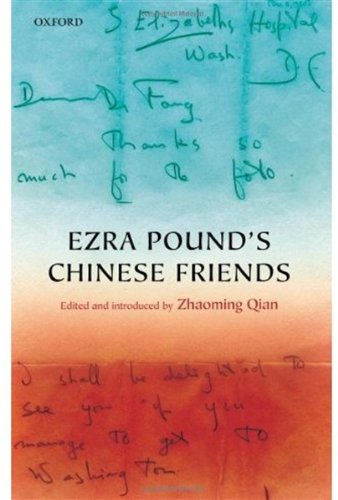 OXFORD
S. Elizabeths Hospital
Wash. D C
Dear Dr Fang
Thanks so
much for the foto.
EZRA POUND'S
CHINESE FRIENDS
Edited and introduced by Zhaoming Qian
I shall be delighted to
see you if you
manage to get to
Washington.